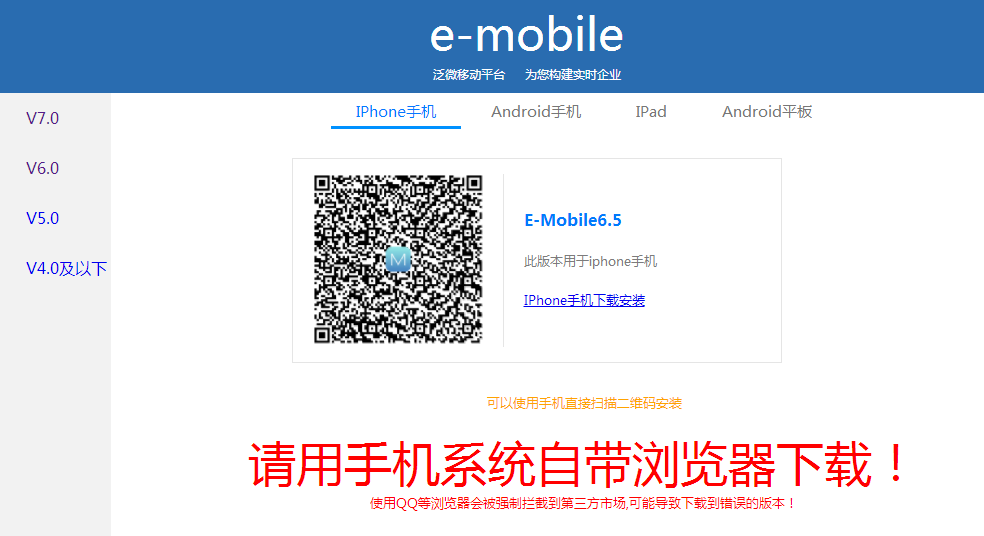 e-mobile
泛微移动平台 为您构建实时企业
V7.0
V6.0
V5.0
V4.0及以下
IPhone手机 Android手机 IPad Android平板
M
E-Mobile6.5
此版本用于iphone手机
IPhone手机下载安装
可以使用手机直接扫描二维码安装
请用手机系统自带浏览器下载！
使用QQ等浏览器会被强制拦截到第三方市场,可能导致下载到错误的版本！